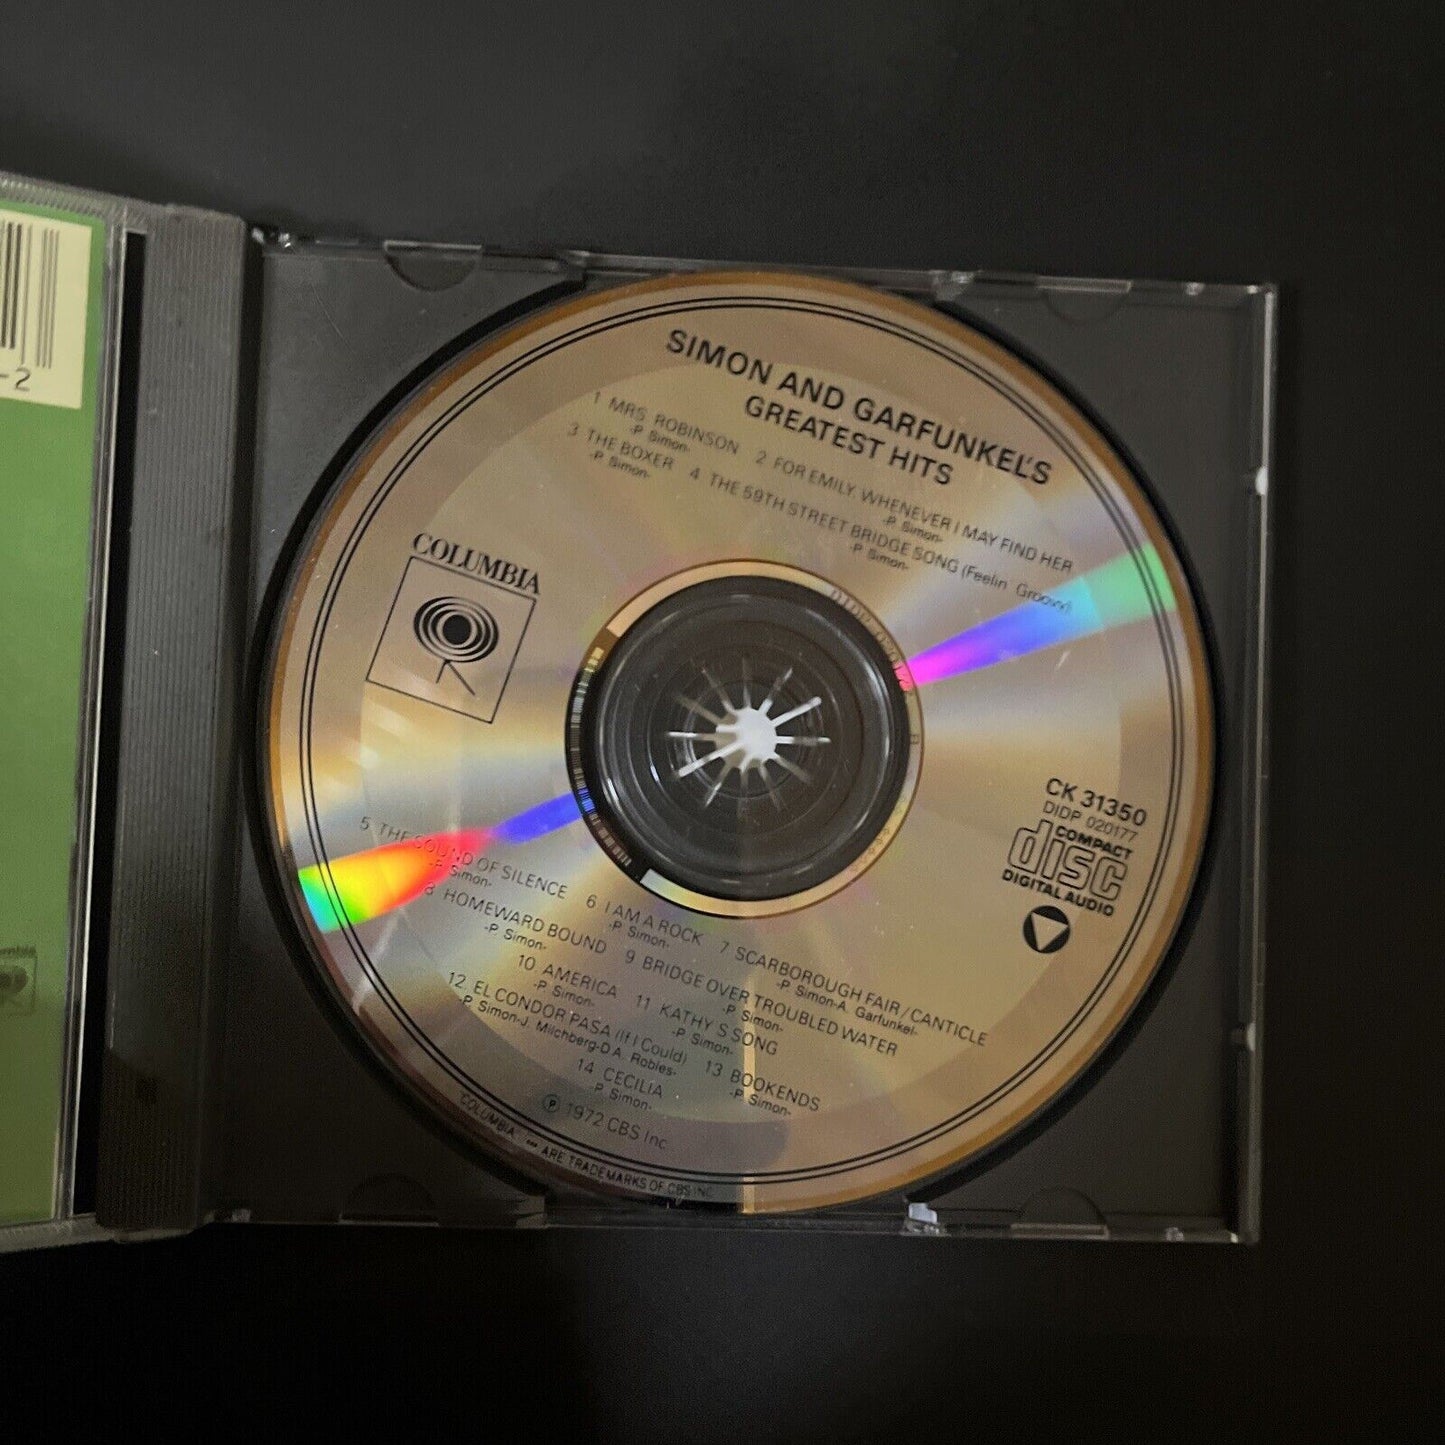 -2
SIMON AND GARFUNKEL'S
GREATEST HITS
1 MRS. ROBINSON 2 FOR EMILY, WHENEVER I MAY FIND HER
-P. Simon- -P. Simon-
3 THE BOXER 4 THE 59TH STREET BRIDGE SONG (Feelin' Groovy)
-P. Simon- -P. Simon-
COLUMBIA
CK 31350
DIDP 020177
COMPACT
disc
DIGITAL AUDIO
5 THE SOUND OF SILENCE 6 I AM A ROCK 7 SCARBOROUGH FAIR/CANTICLE
-P. Simon- -P. Simon- -P. Simon-A. Garfunkel-
8 HOMEWARD BOUND 9 BRIDGE OVER TROUBLED WATER
-P. Simon- -P. Simon-
10 AMERICA 11 KATHY'S SONG
-P. Simon- -P. Simon-
12 EL CONDOR PASA (If I Could) 13 BOOKENDS
-P. Simon-J. Milchberg-D.A. Robles- -P. Simon-
14 CECILIA
-P. Simon-
℗ 1972 CBS Inc.
"COLUMBIA," ARE TRADEMARKS OF CBS INC.